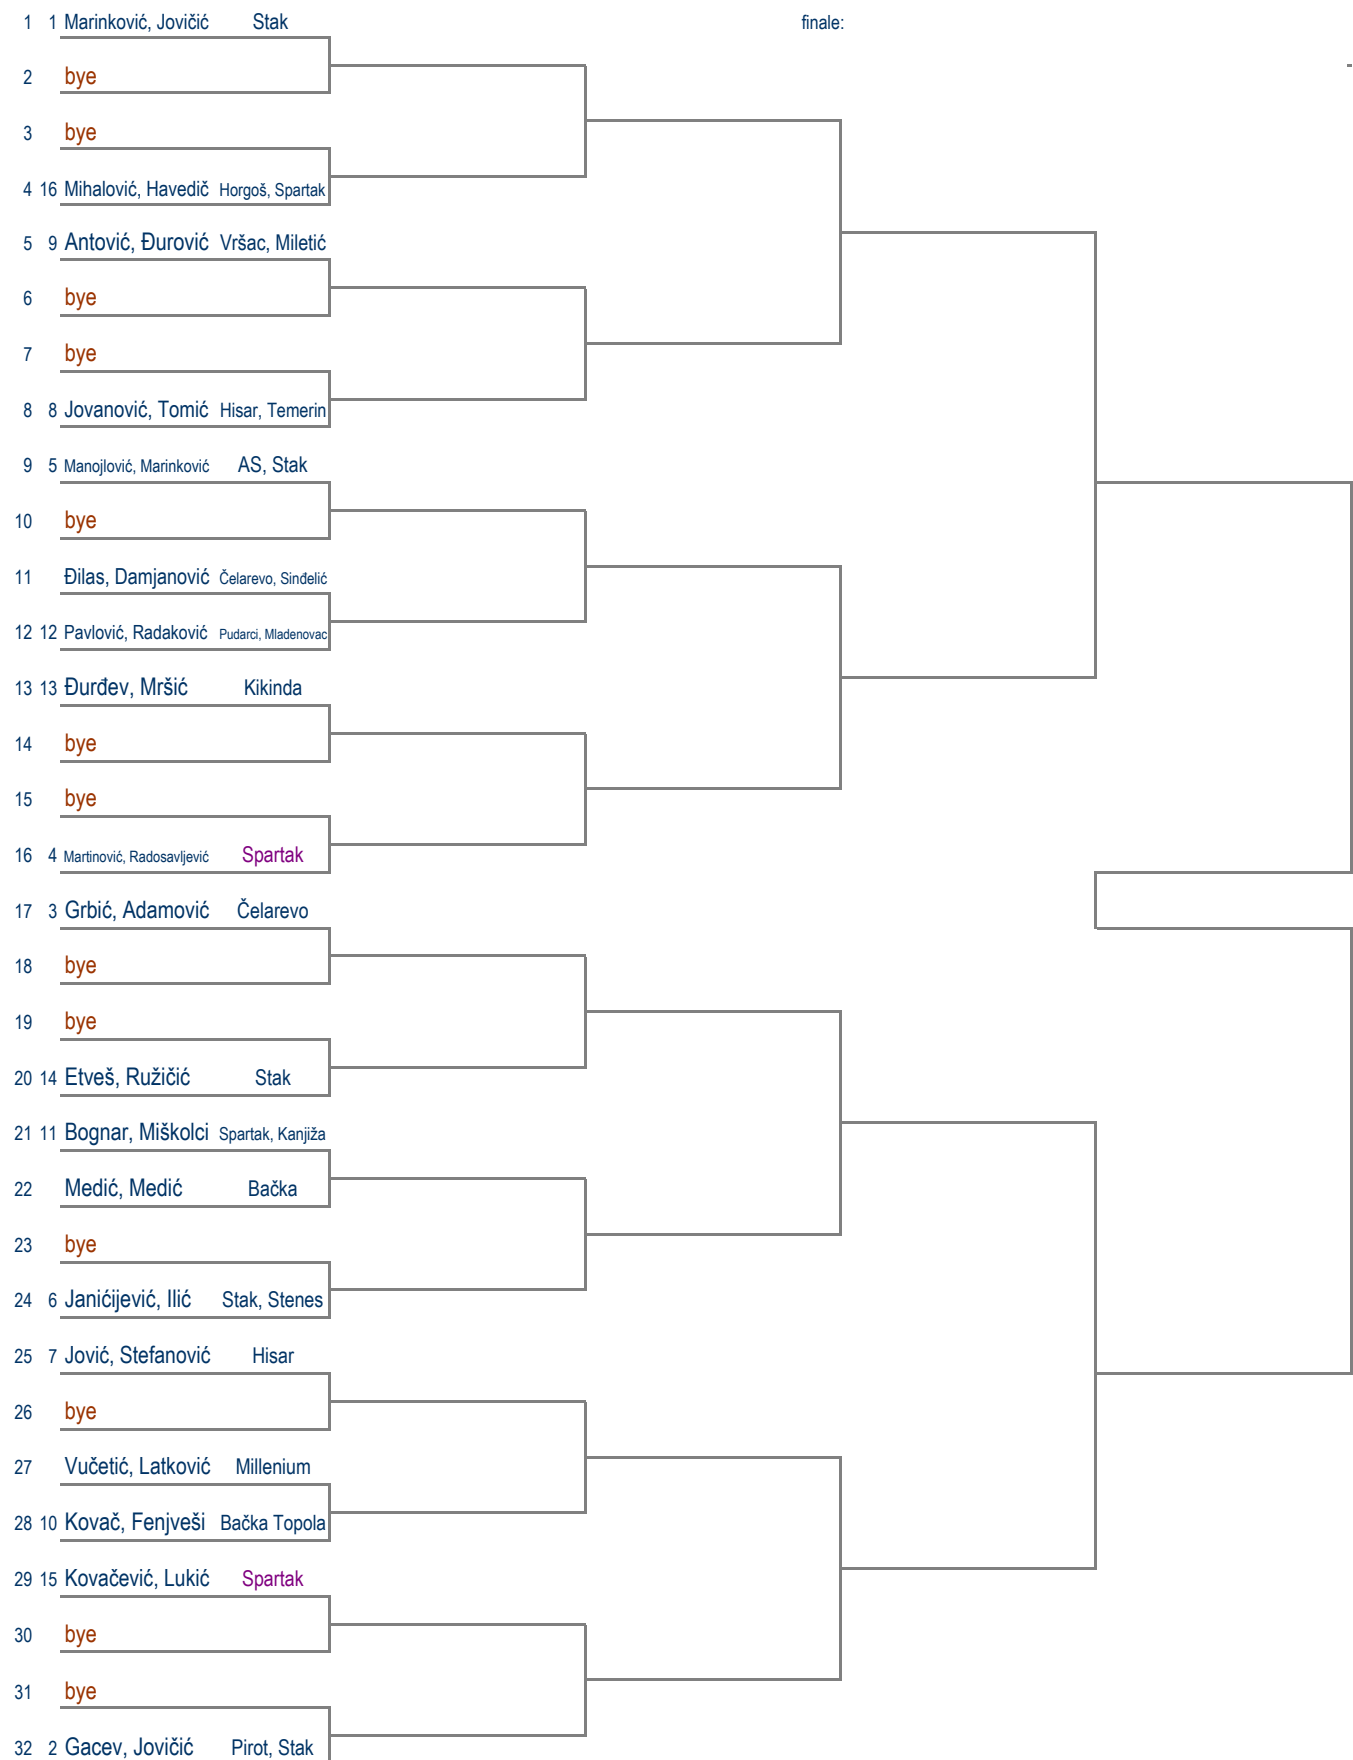 1 1 Marinković, Jovičić Stak finale:
2 bye
3 bye
4 16 Mihalović, Havedič Horgoš, Spartak
5 9 Antović, Đurović Vršac, Miletić
6 bye
7 bye
8 8 Jovanović, Tomić Hisar, Temerin
9 5 Manojlović, Marinković AS, Stak
10 bye
11 Đilas, Damjanović Čelarevo, Sinđelić
12 12 Pavlović, Radaković Pudarci, Mladenovac
13 13 Đurđev, Mršić Kikinda
14 bye
15 bye
16 4 Martinović, Radosavljević Spartak
17 3 Grbić, Adamović Čelarevo
18 bye
19 bye
20 14 Etveš, Ružičić Stak
21 11 Bognar, Miškolci Spartak, Kanjiža
22 Medić, Medić Bačka
23 bye
24 6 Janićijević, Ilić Stak, Stenes
25 7 Jović, Stefanović Hisar
26 bye
27 Vučetić, Latković Millenium
28 10 Kovač, Fenjveši Bačka Topola
29 15 Kovačević, Lukić Spartak
30 bye
31 bye
32 2 Gacev, Jovičić Pirot, Stak